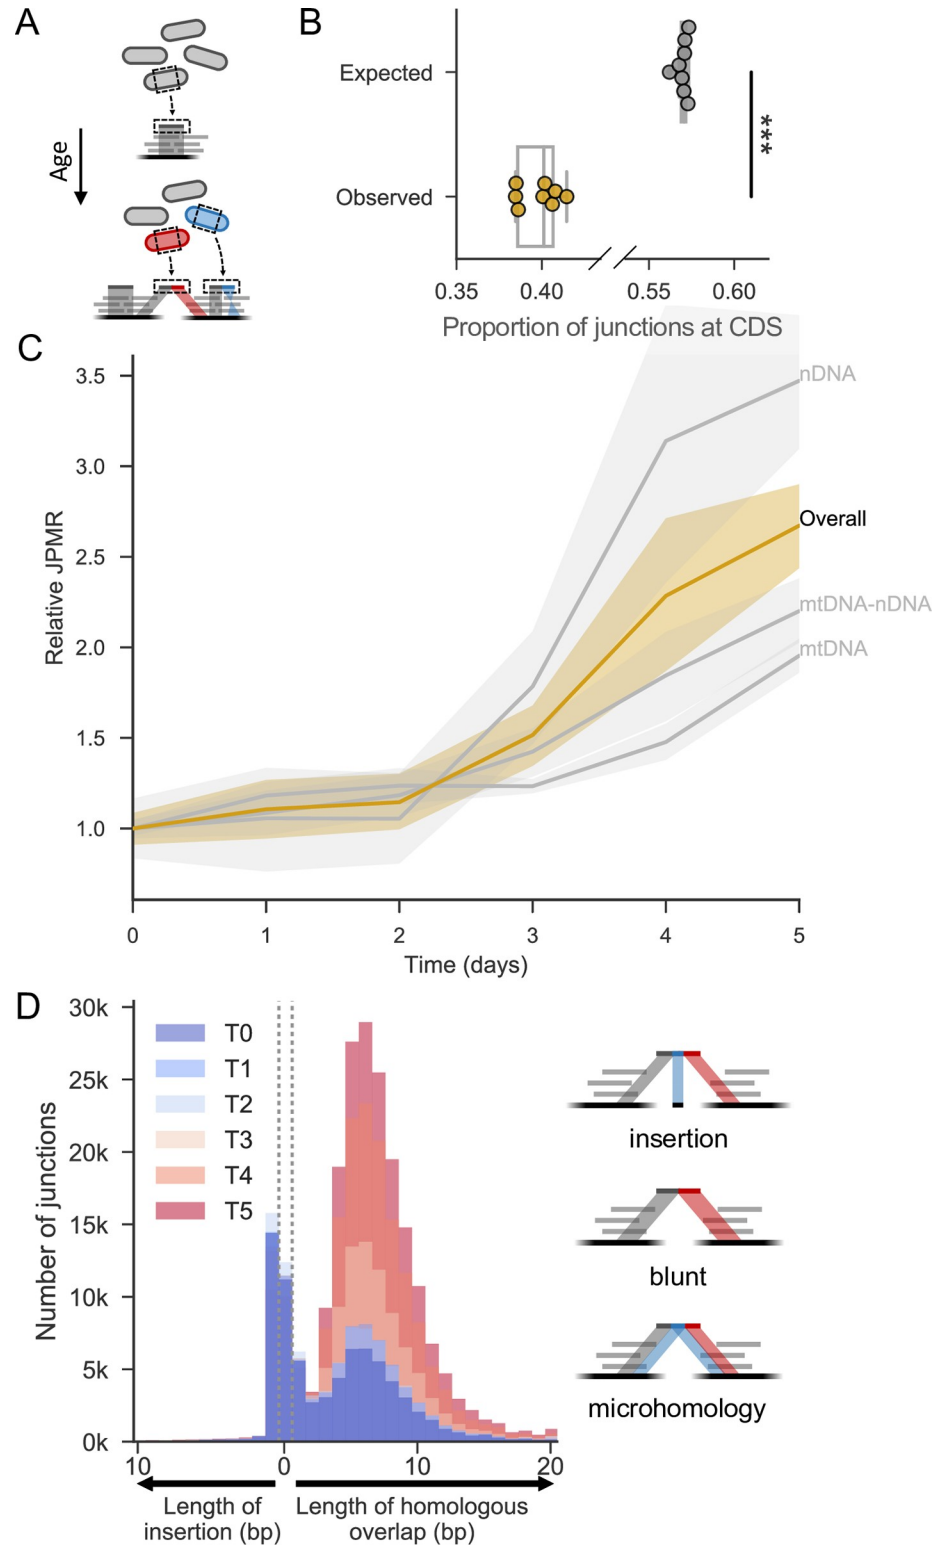 A
Age
B
Expected
Observed
***
0.35 0.40 0.55 0.60
Proportion of junctions at CDS
C
Relative JPMR
3.5
3.0
2.5
2.0
1.5
1.0
nDNA
Overall
mtDNA-nDNA
mtDNA
0 1 2 3 4 5
Time (days)
D
Number of junctions
30k
25k
20k
15k
10k
5k
0k
T0
T1
T2
T3
T4
T5
10 0 10 20
Length of
insertion (bp)
Length of homologous
overlap (bp)
insertion
blunt
microhomology